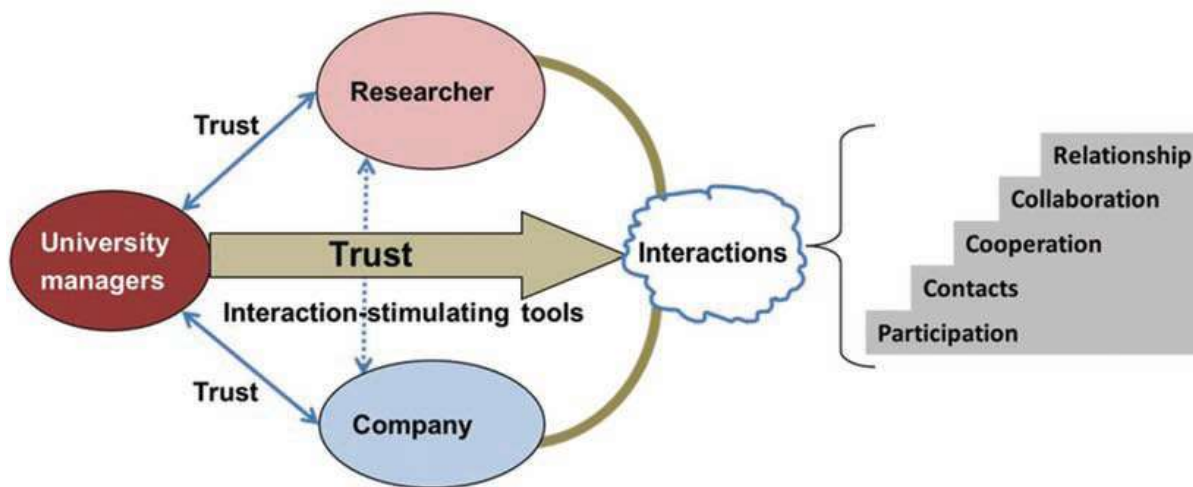 Researcher
Trust
University
managers
Trust
Interactions
Interaction-stimulating tools
Trust
Company
Relationship
Collaboration
Cooperation
Contacts
Participation